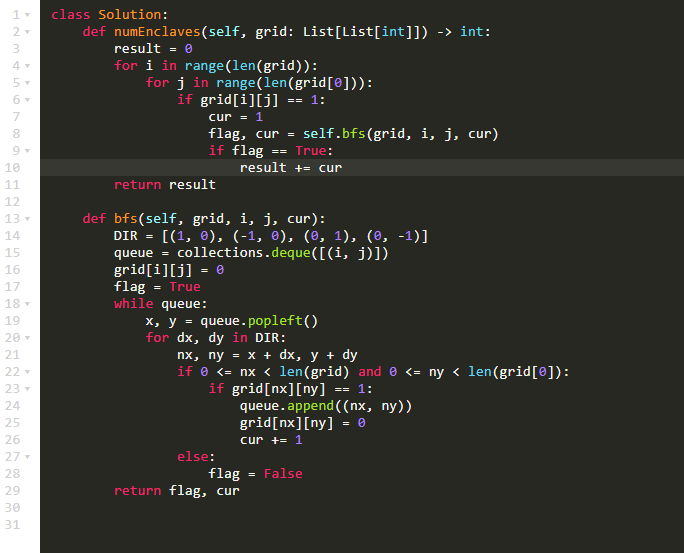 1 class Solution:
2     def numEnclaves(self, grid: List[List[int]]) -> int:
3         result = 0
4         for i in range(len(grid)):
5             for j in range(len(grid[0])):
6                 if grid[i][j] == 1:
7                     cur = 1
8                     flag, cur = self.bfs(grid, i, j, cur)
9                     if flag == True:
10                         result += cur
11         return result
12
13     def bfs(self, grid, i, j, cur):
14         DIR = [(1, 0), (-1, 0), (0, 1), (0, -1)]
15         queue = collections.deque([(i, j)])
16         grid[i][j] = 0
17         flag = True
18         while queue:
19             x, y = queue.popleft()
20             for dx, dy in DIR:
21                 nx, ny = x + dx, y + dy
22                 if 0 <= nx < len(grid) and 0 <= ny < len(grid[0]):
23                     if grid[nx][ny] == 1:
24                         queue.append((nx, ny))
25                         grid[nx][ny] = 0
26                         cur += 1
27                 else:
28                     flag = False
29         return flag, cur
30
31